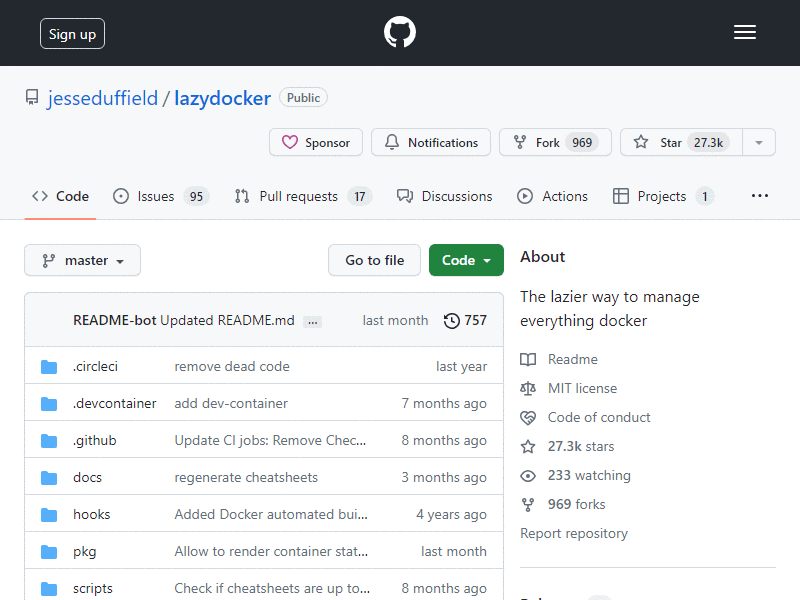 Sign up
jesseduffield / lazydocker Public
Sponsor Notifications Fork 969 Star 27.3k
Code Issues 95 Pull requests 17 Discussions Actions Projects 1 ...
master Go to file Code
About
The lazier way to manage
everything docker
README-bot Updated README.md ... last month 757
.circleci remove dead code last year
.devcontainer add dev-container 7 months ago
.github Update CI jobs: Remove Chec... 8 months ago
docs regenerate cheatsheets 3 months ago
hooks Added Docker automated bui... 4 years ago
pkg Allow to render container stat... last month
scripts Check if cheatsheets are up to... 8 months ago
Readme
MIT license
Code of conduct
27.3k stars
233 watching
969 forks
Report repository